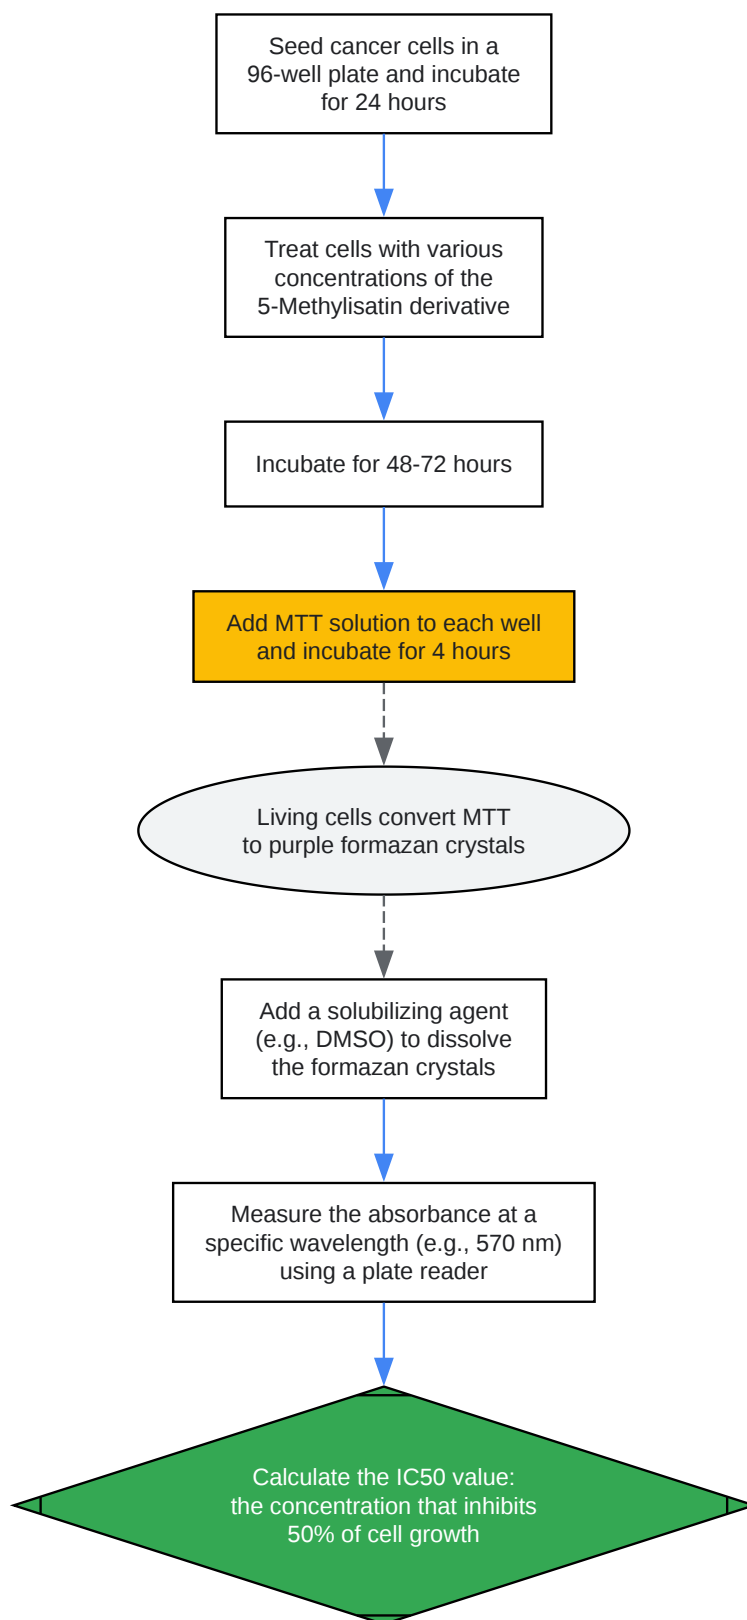 Seed cancer cells in a
96-well plate and incubate
for 24 hours
Treat cells with various
concentrations of the
5-Methylisatin derivative
Incubate for 48-72 hours
Add MTT solution to each well
and incubate for 4 hours
Living cells convert MTT
to purple formazan crystals
Add a solubilizing agent
(e.g., DMSO) to dissolve
the formazan crystals
Measure the absorbance at a
specific wavelength (e.g., 570 nm)
using a plate reader
Calculate the IC50 value:
the concentration that inhibits
50% of cell growth